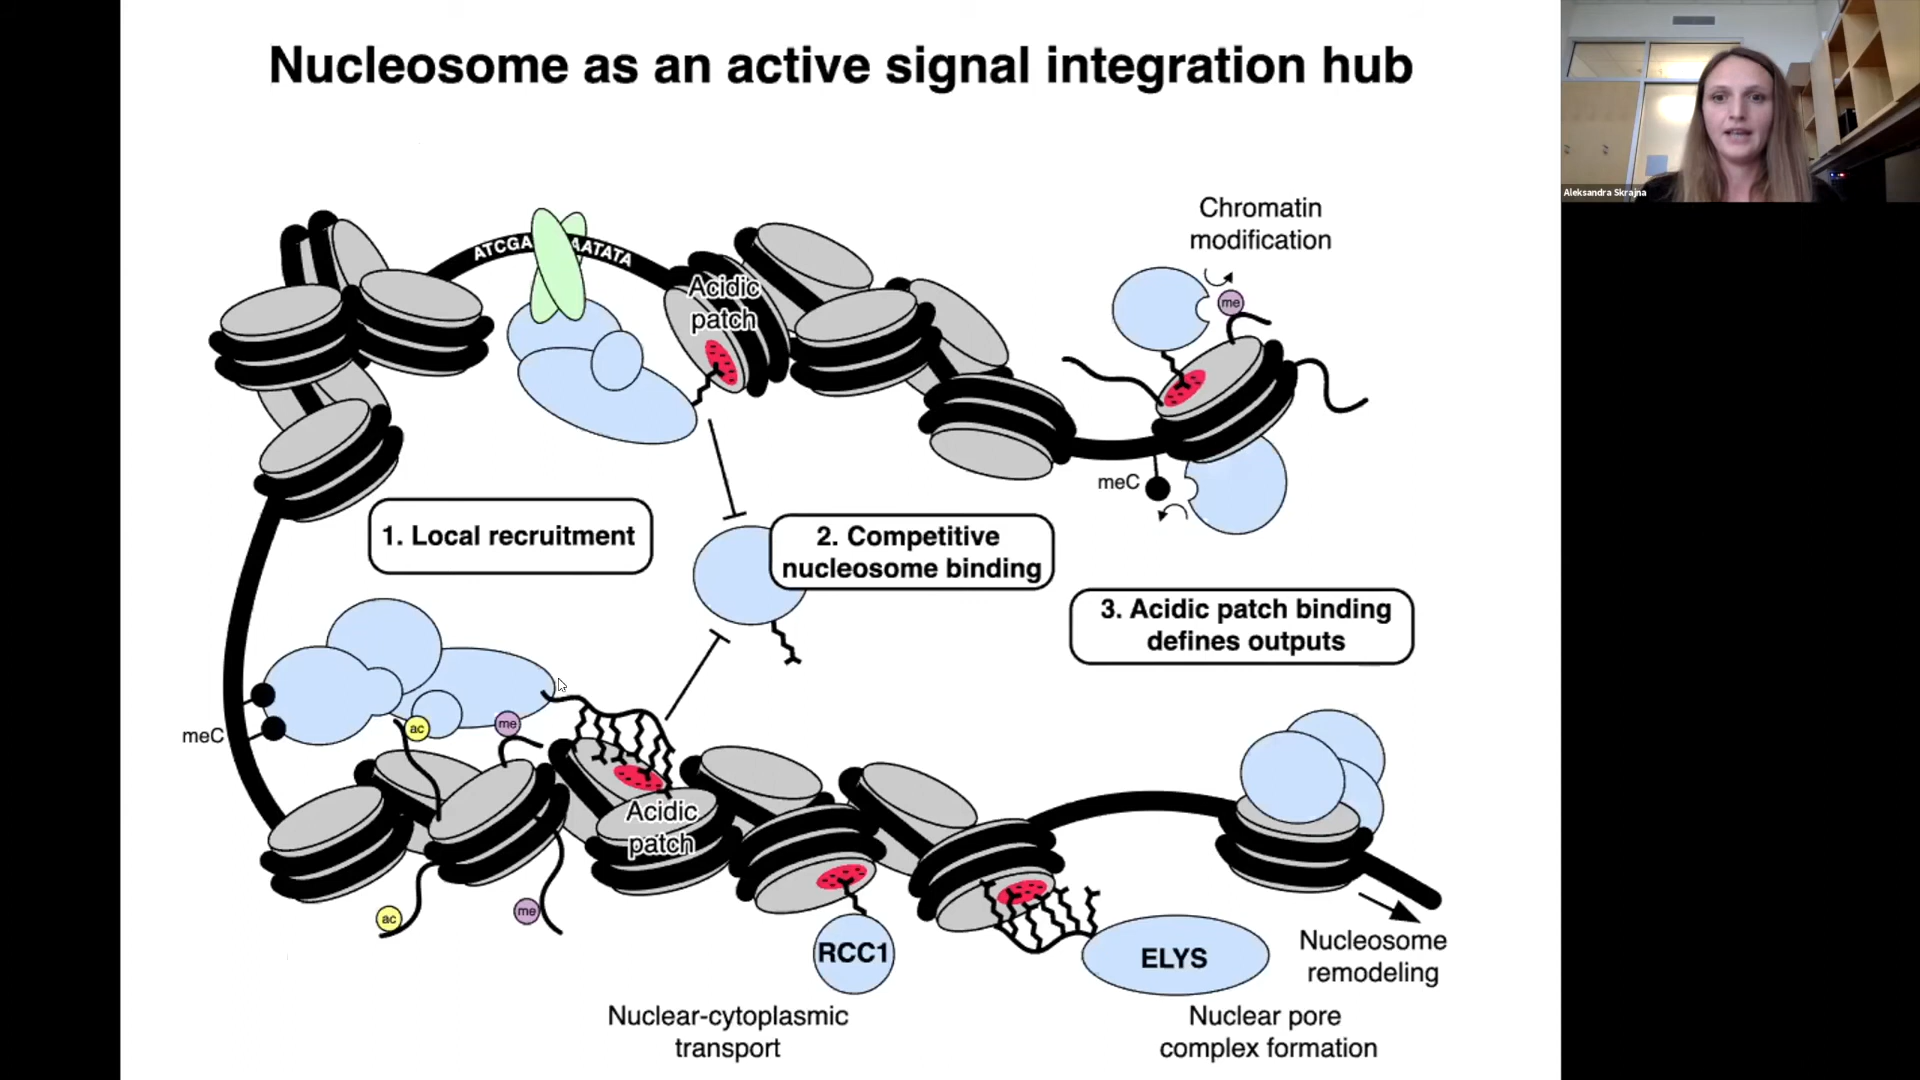 Nucleosome as an active signal integration hub
Aleksandra Skrajna
Chromatin
modification
ATCGA
AATATA
Acidic
patch
me
meC
1. Local recruitment
2. Competitive
nucleosome binding
3. Acidic patch binding
defines outputs
meC
ac
me
Acidic
patch
ac
me
RCC1
ELYS
Nucleosome
remodeling
Nuclear-cytoplasmic
transport
Nuclear pore
complex formation